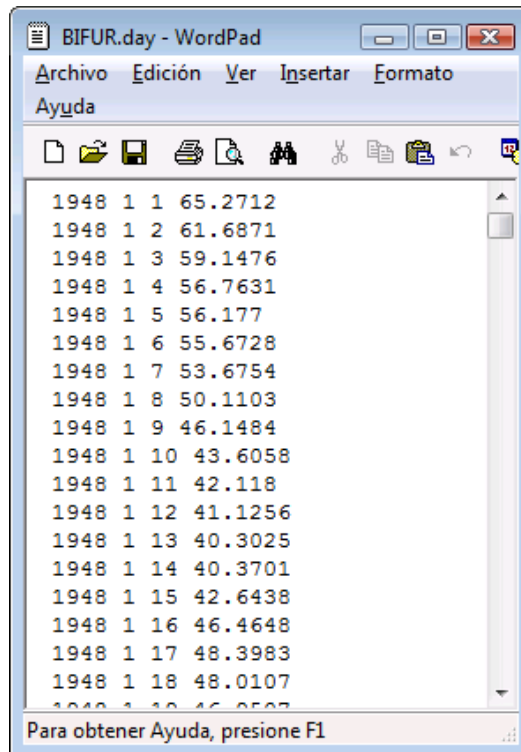 BIFUR.day - WordPad
Archivo Edición Ver Insertar Formato
Ayuda
1948 1 1 65.2712
1948 1 2 61.6871
1948 1 3 59.1476
1948 1 4 56.7631
1948 1 5 56.177
1948 1 6 55.6728
1948 1 7 53.6754
1948 1 8 50.1103
1948 1 9 46.1484
1948 1 10 43.6058
1948 1 11 42.118
1948 1 12 41.1256
1948 1 13 40.3025
1948 1 14 40.3701
1948 1 15 42.6438
1948 1 16 46.4648
1948 1 17 48.3983
1948 1 18 48.0107
Para obtener Ayuda, presione F1